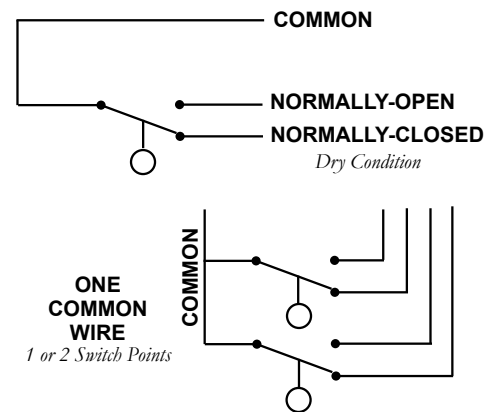 COMMON
NORMALLY-OPEN
NORMALLY-CLOSED
Dry Condition
COMMON
ONE
COMMON
WIRE
1 or 2 Switch Points